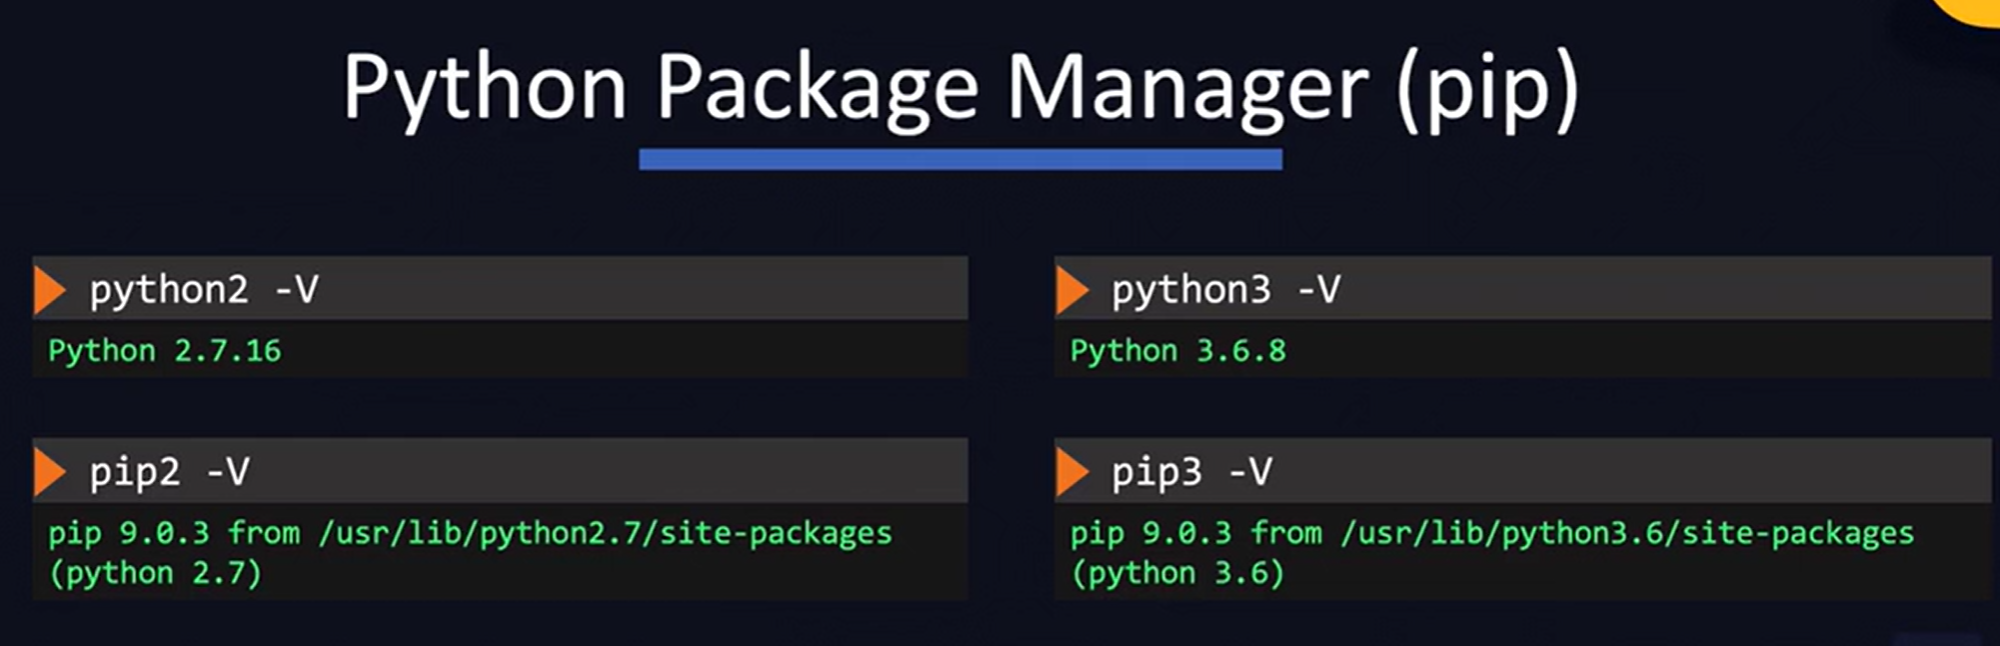 Python Package Manager (pip)
python2 -V
Python 2.7.16
python3 -V
Python 3.6.8
pip2 -V
pip 9.0.3 from /usr/lib/python2.7/site-packages
(python 2.7)
pip3 -V
pip 9.0.3 from /usr/lib/python3.6/site-packages
(python 3.6)